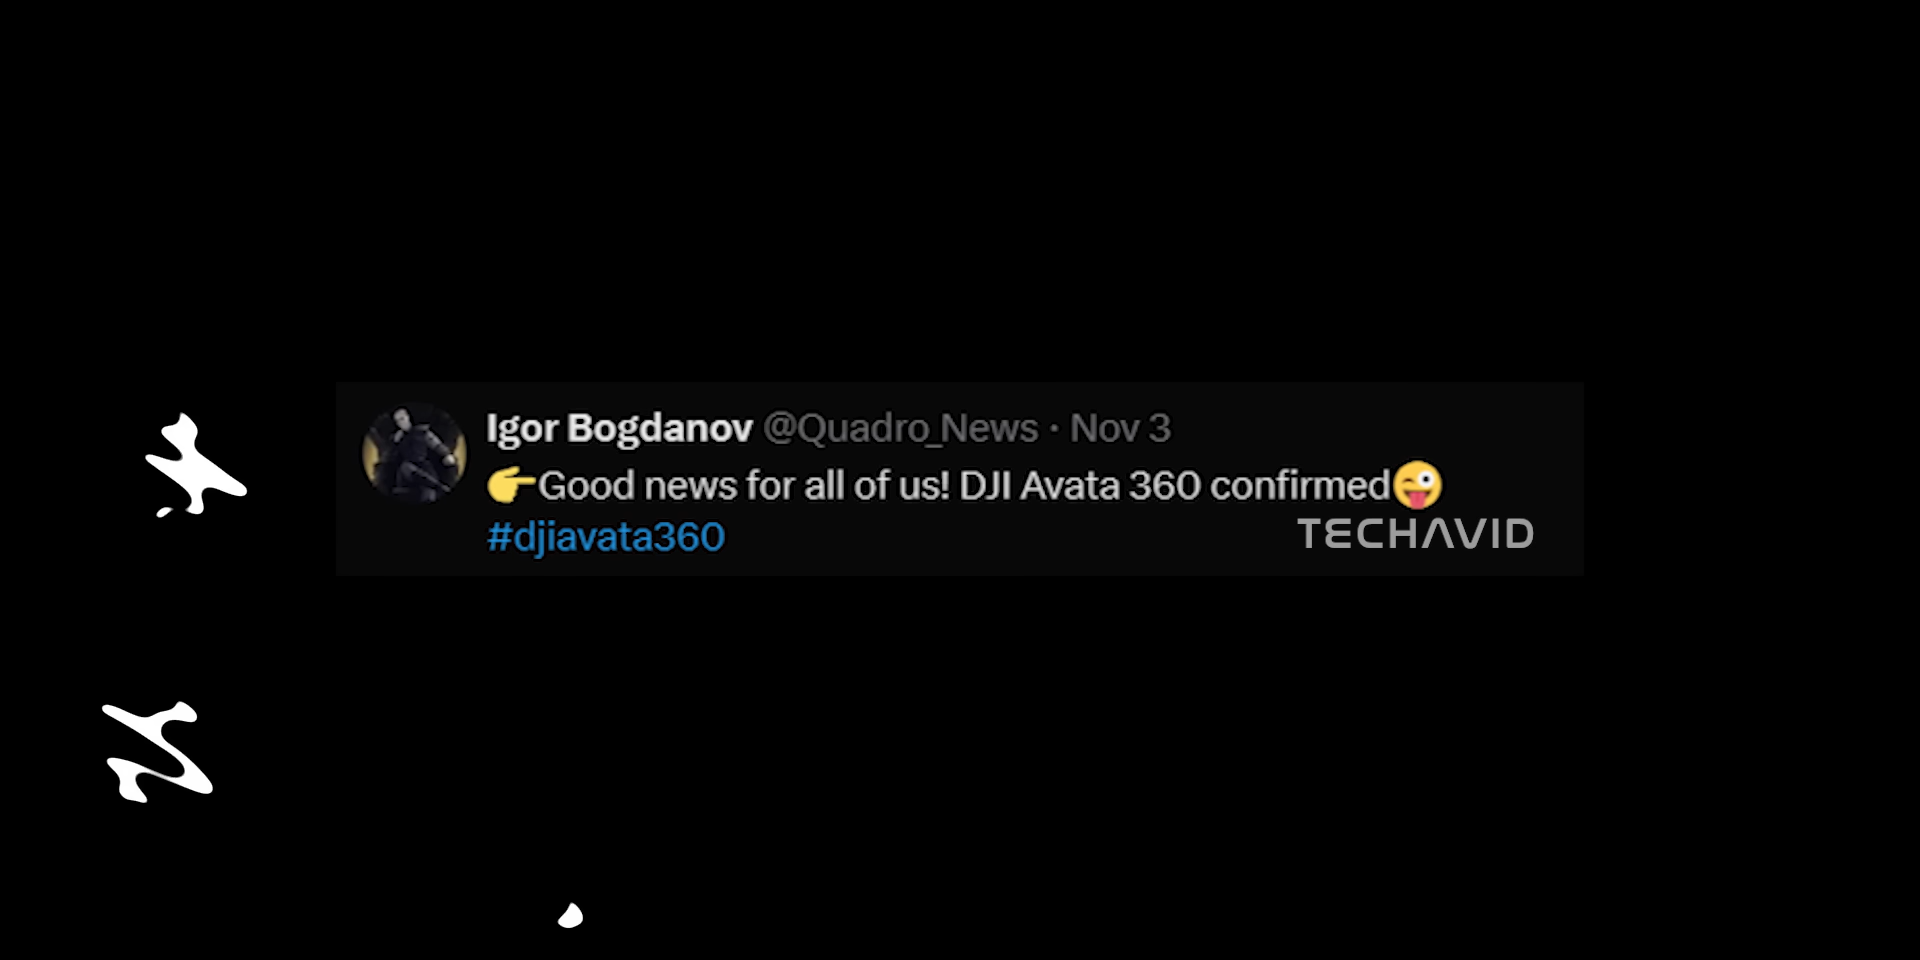 Igor Bogdanov @Quadro_News · Nov 3
👉Good news for all of us! DJI Avata 360 confirmed😜
#djiavata360
TECHAVID